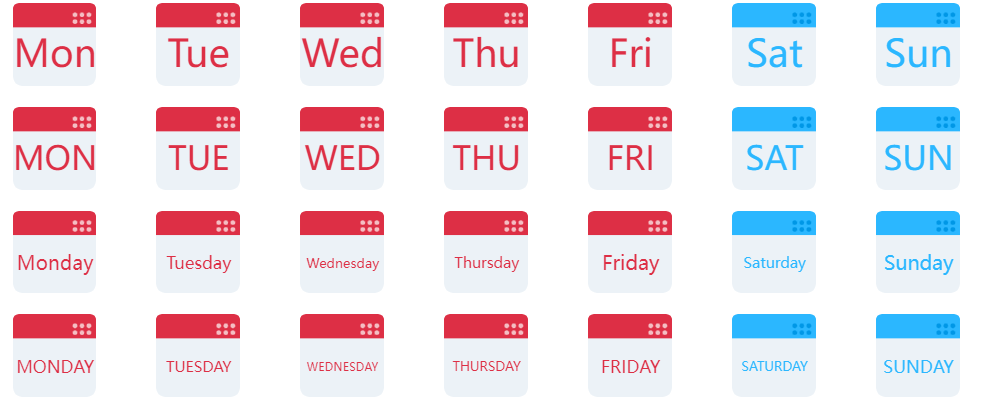 Mon Tue Wed Thu Fri Sat Sun
MON TUE WED THU FRI SAT SUN
Monday Tuesday Wednesday Thursday Friday Saturday Sunday
MONDAY TUESDAY WEDNESDAY THURSDAY FRIDAY SATURDAY SUNDAY